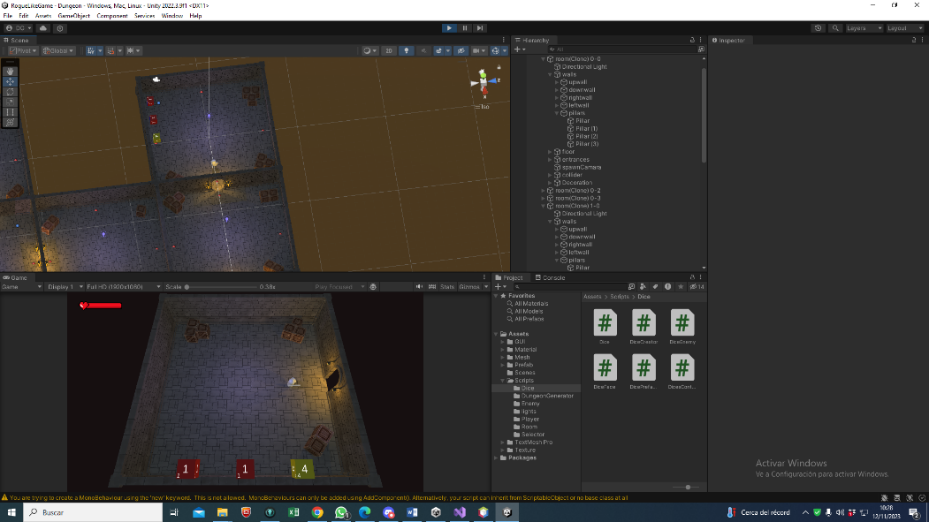 RogueLikeGame - Dungeon - Windows, Mac, Linux - Unity 2022.3.9f1 <DX11>
File Edit Assets GameObject Component Services Window Help
Layers Layout
Scene
Pivot Global
2D
Game
Game Display 1 Full HD (1920x1080) Scale 0.38x Play Focused Stats Gizmos
1
1
4
Hierarchy
All
room(Clone) 0-0
Directional Light
walls
upwall
downwall
rightwall
leftwall
pillars
Pillar
Pillar (1)
Pillar (2)
Pillar (3)
floor
entrances
spawnCamara
collider
Decoration
room(Clone) 0-2
room(Clone) 0-3
room(Clone) 1-0
Directional Light
walls
upwall
downwall
rightwall
leftwall
pillars
Pillar
Inspector
Project Console
14
Favorites
All Materials
All Models
All Prefabs
Assets
GUI
Material
Mesh
Prefab
Scenes
Scripts
Dice
DungeonGenerator
Enemy
lights
Player
Room
Selector
TextMesh Pro
Texture
Packages
Assets > Scripts > Dice
Dice DiceCreator DiceEnemy
DiceFace DicePrefa... DicesCont...
Activar Windows
Ve a Configuración para activar Windows.
You are trying to create a MonoBehaviour using the 'new' keyword. This is not allowed. MonoBehaviours can only be added using AddComponent(). Alternatively, your script can inherit from ScriptableObject or no base class at all
Buscar
Cerca del récord
10:28
12/11/2023